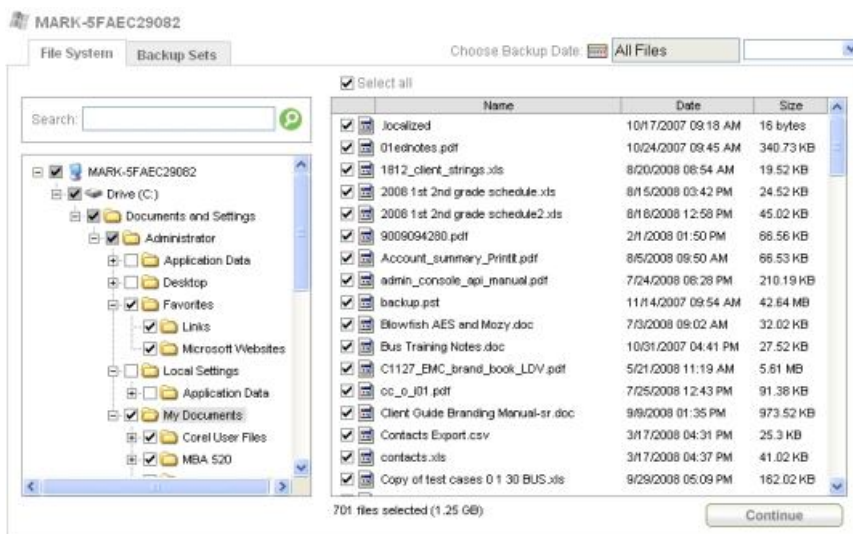 MARK-5FAEC29082
File System
Backup Sets
Choose Backup Date:
All Files
Select all
Search:
MARK-5FAEC29082
Drive (C:)
Documents and Settings
Administrator
Application Data
Desktop
Favorites
Links
Microsoft Websites
Local Settings
Application Data
My Documents
Corel User Files
MBA 520
Name Date Size
.localized 10/17/2007 09:18 AM 16 bytes
01ednotes.pdf 10/24/2007 09:45 AM 340.73 KB
1812_client_strings.xls 8/20/2008 08:54 AM 19.52 KB
2008 1st 2nd grade schedule.xls 8/15/2008 03:42 PM 24.52 KB
2008 1st 2nd grade schedule2.xls 8/18/2008 12:58 PM 45.02 KB
9009094280.pdf 2/1/2008 01:50 PM 66.56 KB
Account_summary_Printit.pdf 8/5/2008 09:50 AM 66.53 KB
admin_console_api_manual.pdf 7/24/2008 08:28 PM 210.19 KB
backup.pst 11/14/2007 09:54 AM 42.64 MB
Blowfish AES and Mozy.doc 7/3/2008 09:02 AM 32.02 KB
Bus Training Notes.doc 10/31/2007 04:41 PM 27.52 KB
C1127_EMC_brand_book_LDV.pdf 5/21/2008 11:19 AM 5.61 MB
cc_o_i01.pdf 7/25/2008 12:43 PM 91.38 KB
Client Guide Branding Manual-sr.doc 9/9/2008 01:35 PM 973.52 KB
Contacts Export.csv 3/17/2008 04:31 PM 25.3 KB
contacts.xls 3/17/2008 04:37 PM 41.02 KB
Copy of test cases 0 1 30 BUS.xls 9/29/2008 05:09 PM 162.02 KB
701 files selected (1.25 GB)
Continue